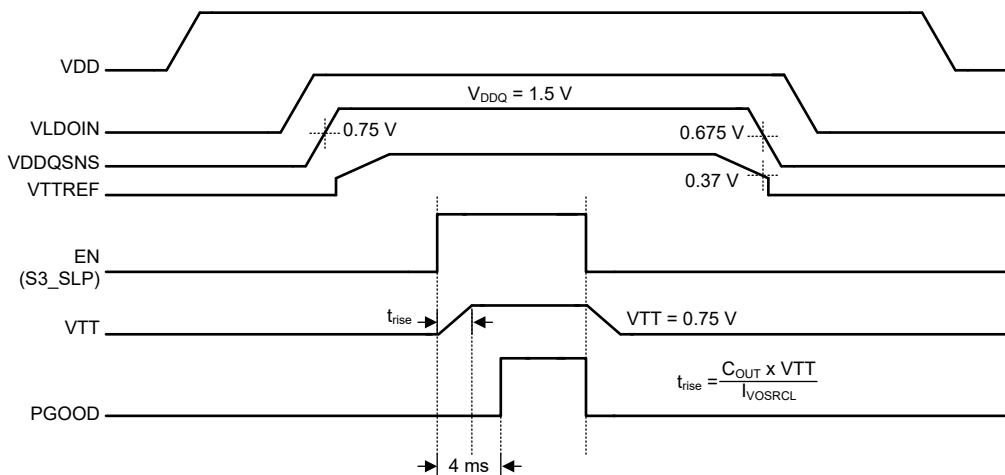 VDD
V_DDQ = 1.5 V
VLDOIN
0.75 V
0.675 V
VDDQSNS
VTTREF
0.37 V
EN
(S3_SLP)
t_rise
VTT
VTT = 0.75 V
t_rise = C_OUT x VTT / I_VOSRCL
PGOOD
4 ms